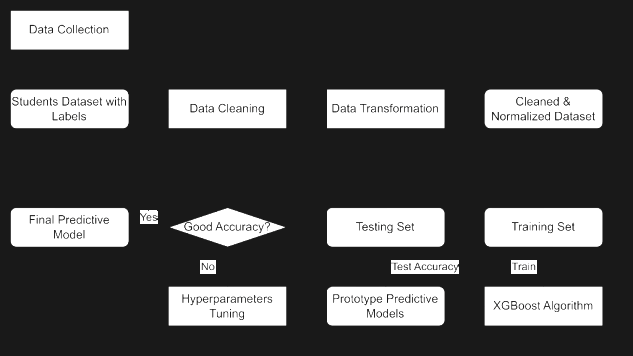 Data Collection
Students Dataset with
Labels
Data Cleaning
Data Transformation
Cleaned &
Normalized Dataset
Final Predictive
Model
Yes
Good Accuracy?
Testing Set
Training Set
No
Test Accuracy
Train
Hyperparameters
Tuning
Prototype Predictive
Models
XGBoost Algorithm